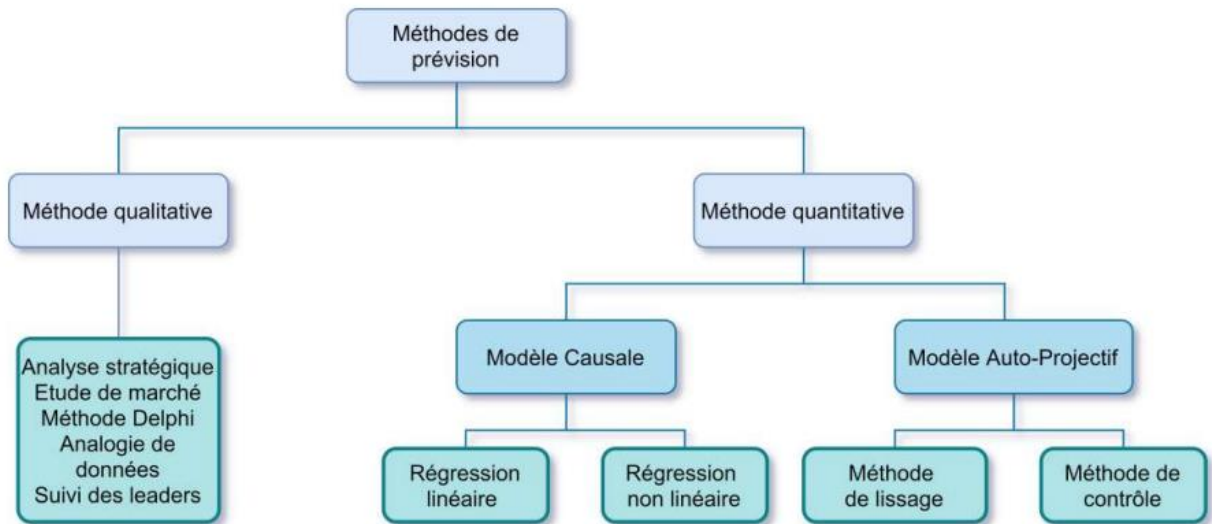 Méthodes de
prévision
Méthode qualitative
Méthode quantitative
Analyse stratégique
Etude de marché
Méthode Delphi
Analogie de
données
Suivi des leaders
Modèle Causale
Modèle Auto-Projectif
Régression
linéaire
Régression
non linéaire
Méthode
de lissage
Méthode de
contrôle